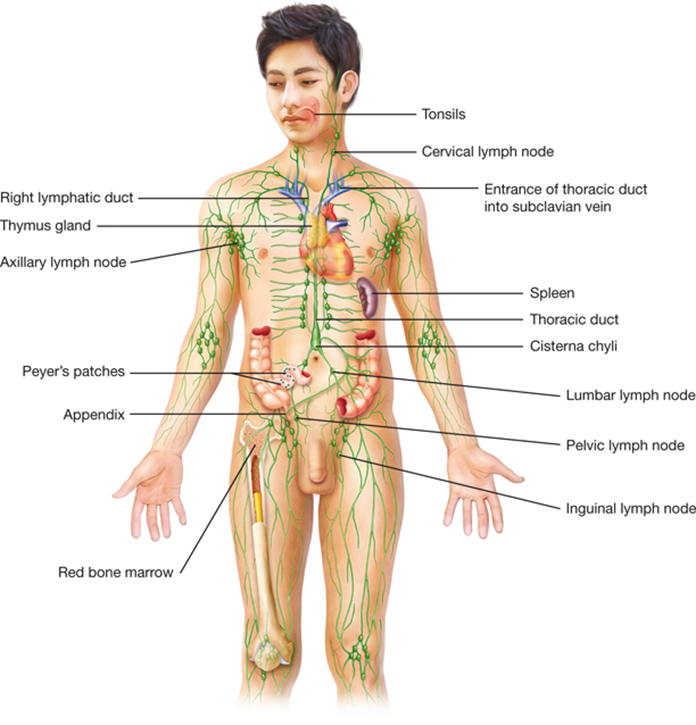 Tonsils
Cervical lymph node
Right lymphatic duct
Entrance of thoracic duct
into subclavian vein
Thymus gland
Axillary lymph node
Spleen
Thoracic duct
Cisterna chyli
Peyer's patches
Lumbar lymph node
Appendix
Pelvic lymph node
Inguinal lymph node
Red bone marrow